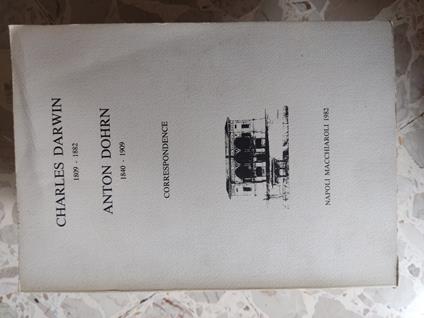 CHARLES DARWIN
1809 - 1882
ANTON DOHRN
1840 - 1909
CORRESPONDENCE
NAPOLI MACCHIAROLI 1982